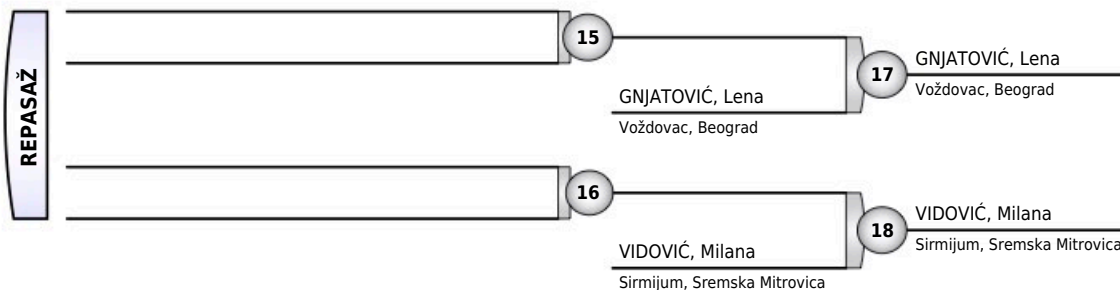 REPASAŽ
15
GNJATOVIĆ, Lena
Voždovac, Beograd
17
GNJATOVIĆ, Lena
Voždovac, Beograd
16
VIDOVIĆ, Milana
Sirmijum, Sremska Mitrovica
18
VIDOVIĆ, Milana
Sirmijum, Sremska Mitrovica